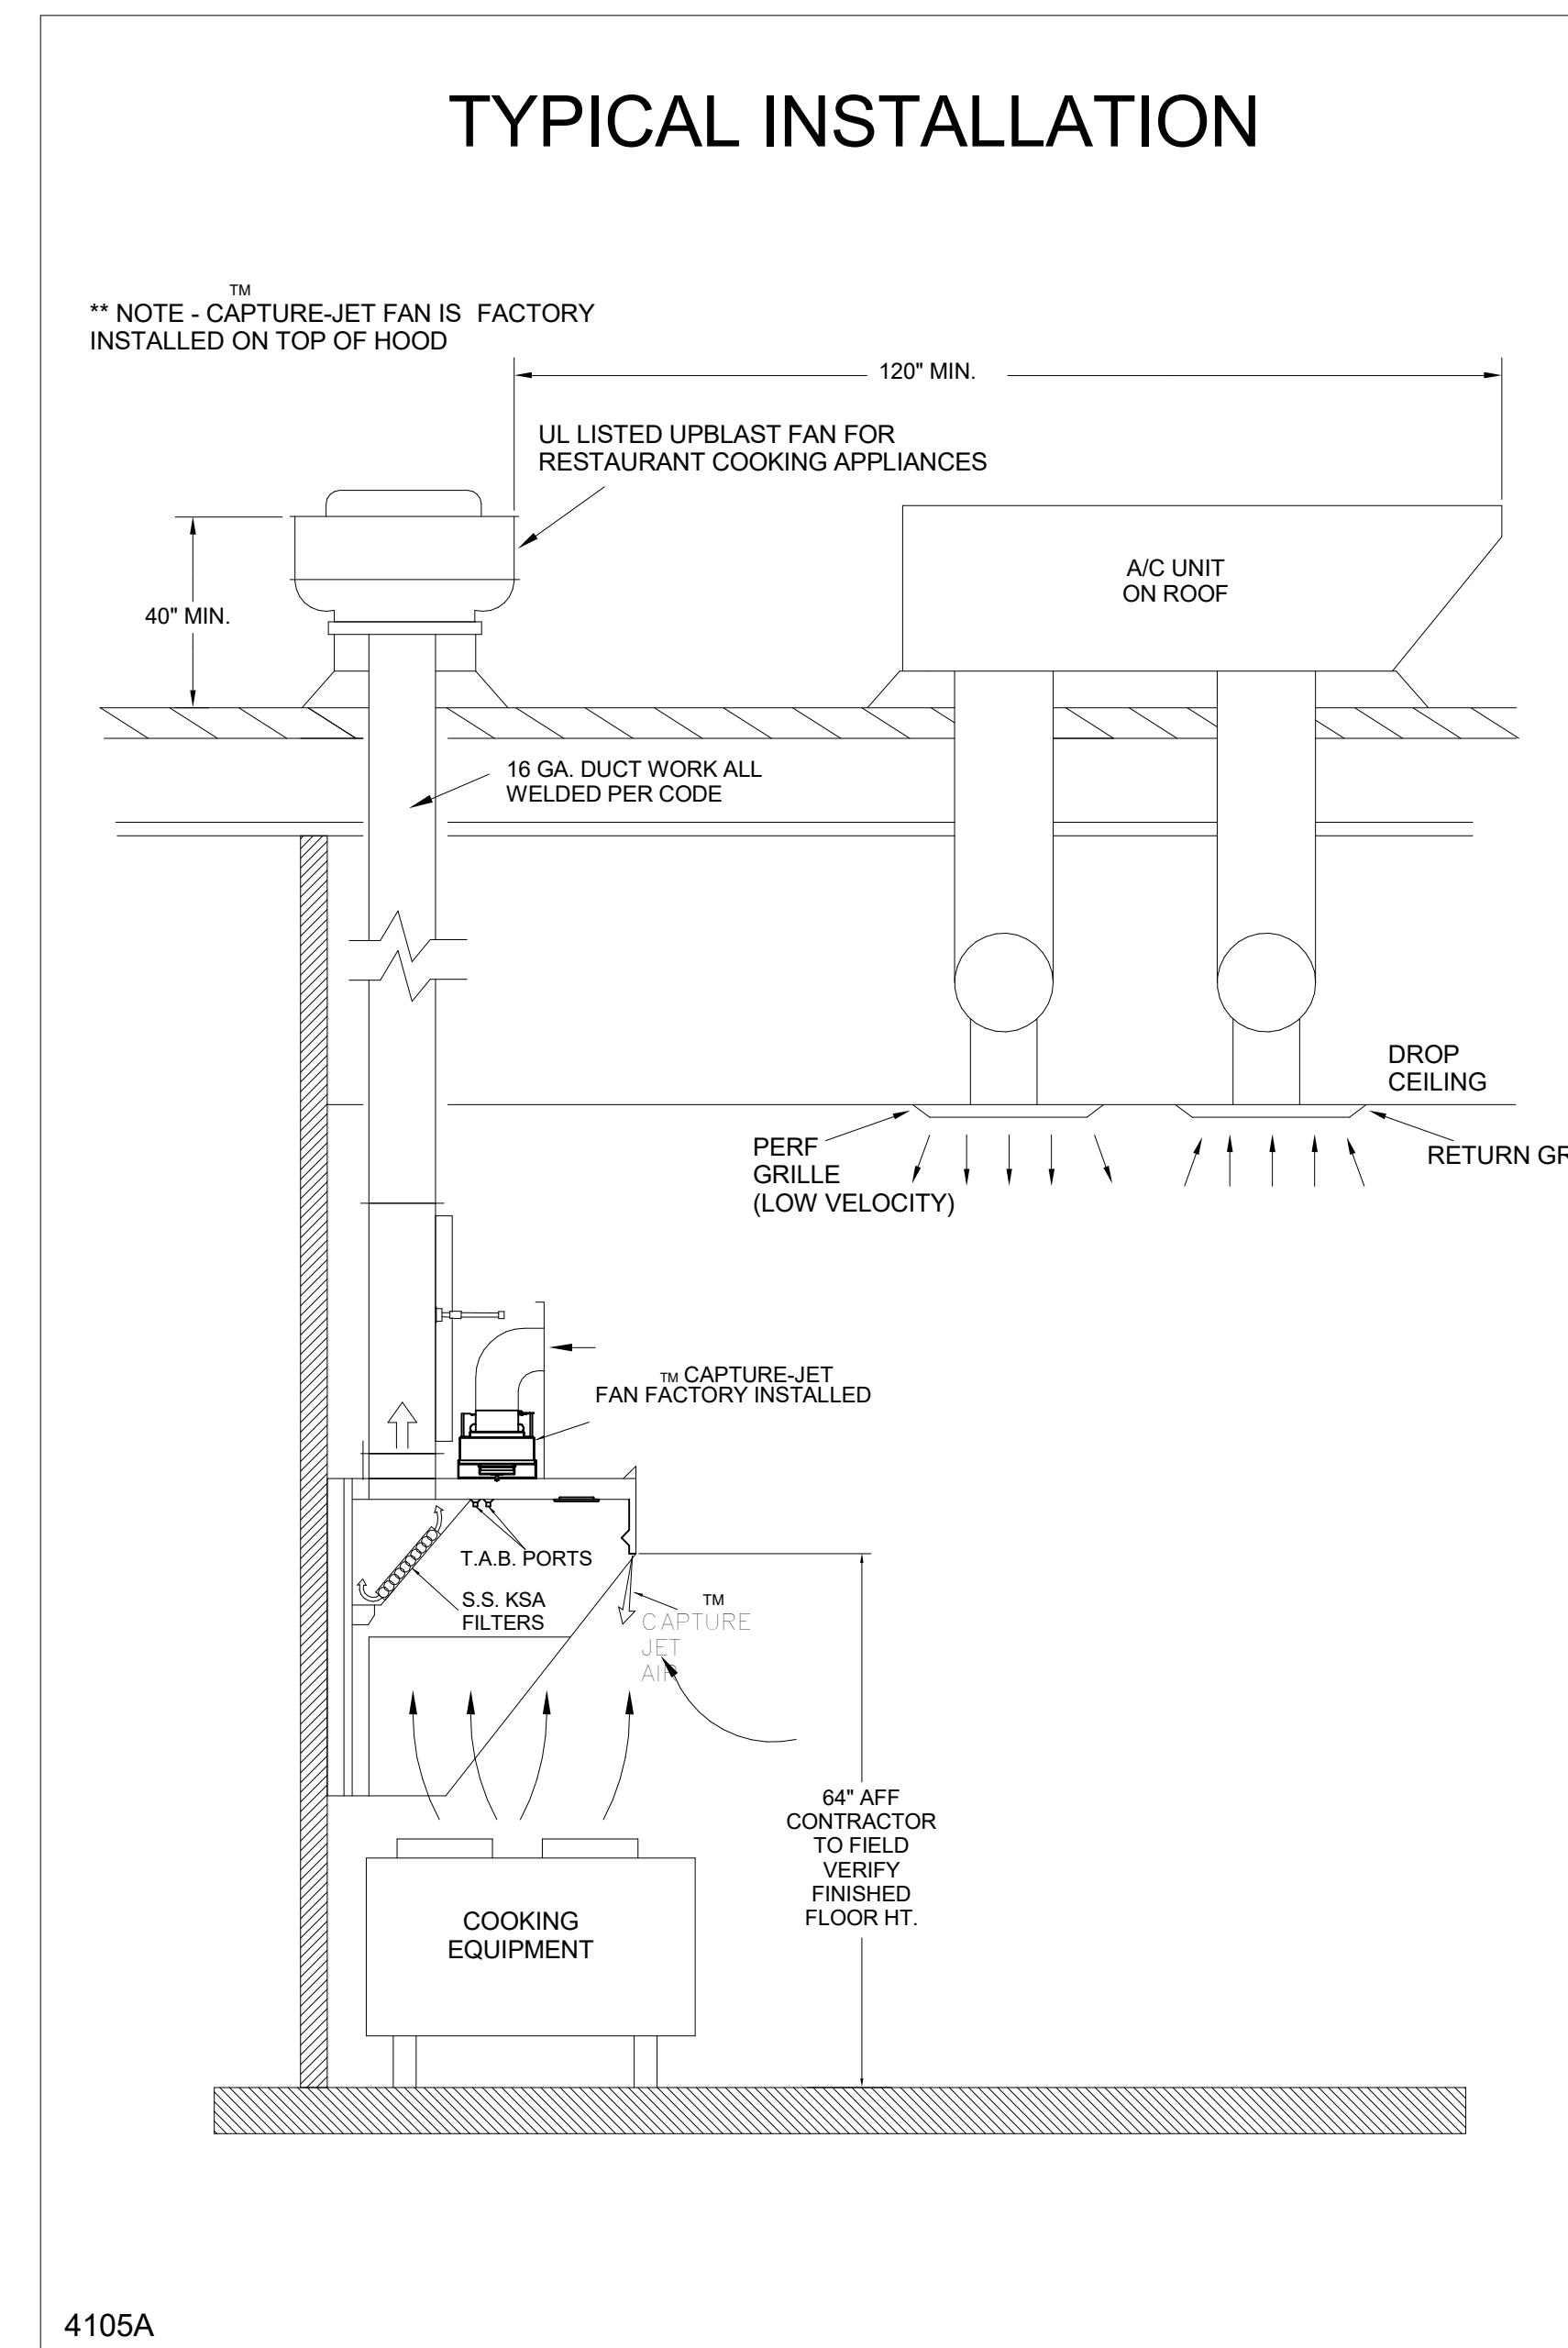 TYPICAL INSTALLATION
TM
** NOTE - CAPTURE-JET FAN IS FACTORY
INSTALLED ON TOP OF HOOD
120" MIN.
UL LISTED UPBLAST FAN FOR
RESTAURANT COOKING APPLIANCES
A/C UNIT
ON ROOF
40" MIN.
16 GA. DUCT WORK ALL
WELDED PER CODE
DROP
CEILING
PERF
GRILLE
(LOW VELOCITY)
RETURN GR
TM CAPTURE-JET
FAN FACTORY INSTALLED
T.A.B. PORTS
S.S. KSA
FILTERS
TM
CAPTURE
JET
AIR
64" AFF
CONTRACTOR
TO FIELD
VERIFY
FINISHED
FLOOR HT.
COOKING
EQUIPMENT
4105A